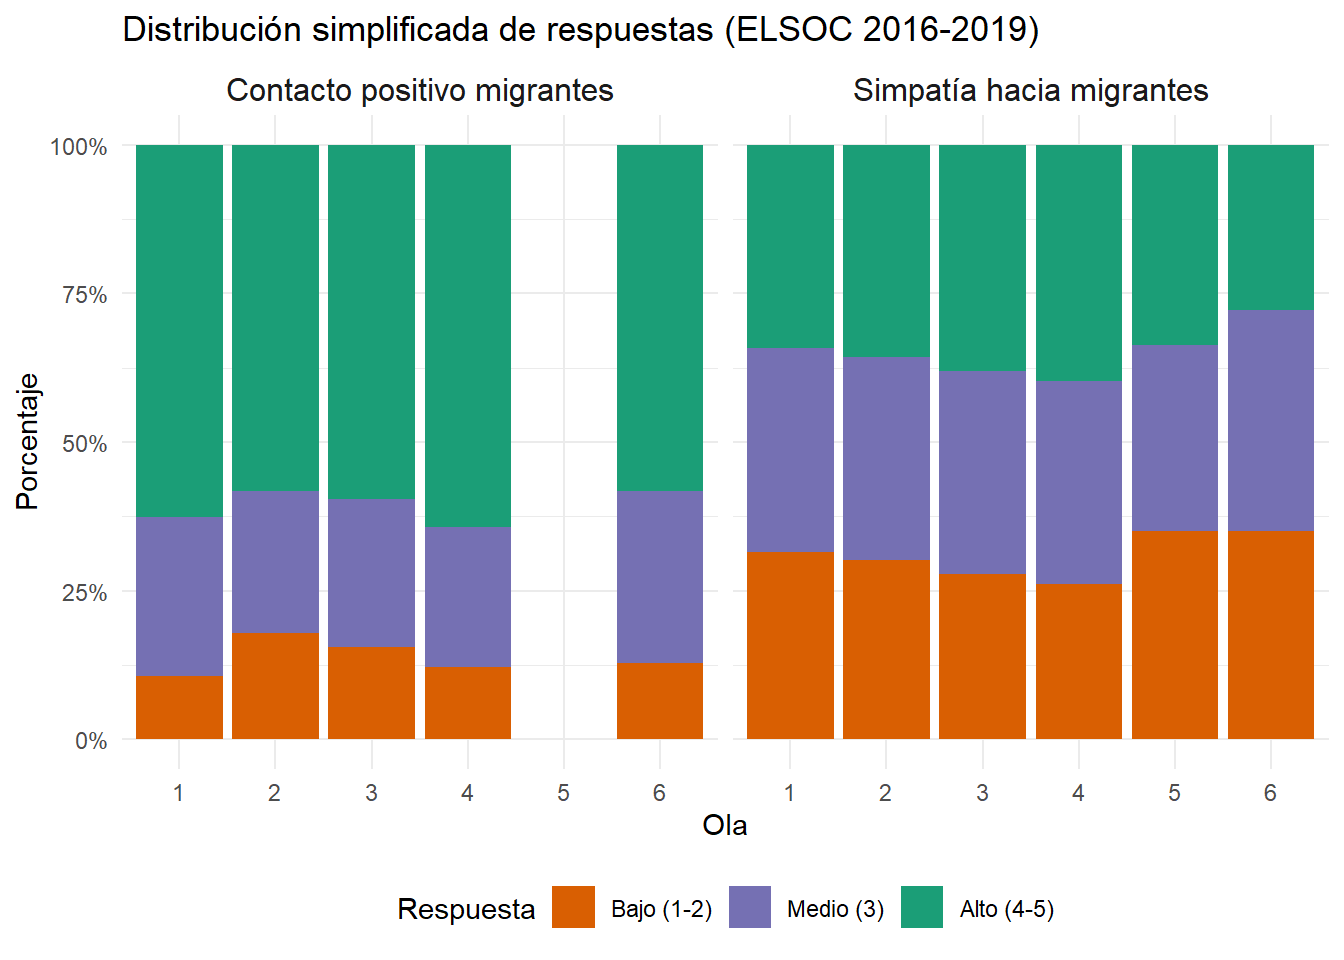 Distribución simplificada de respuestas (ELSOC 2016-2019)
Contacto positivo migrantes
Simpatía hacia migrantes
Porcentaje
100%
75%
50%
25%
0%
1 2 3 4 5 6
1 2 3 4 5 6
Ola
Respuesta Bajo (1-2) Medio (3) Alto (4-5)